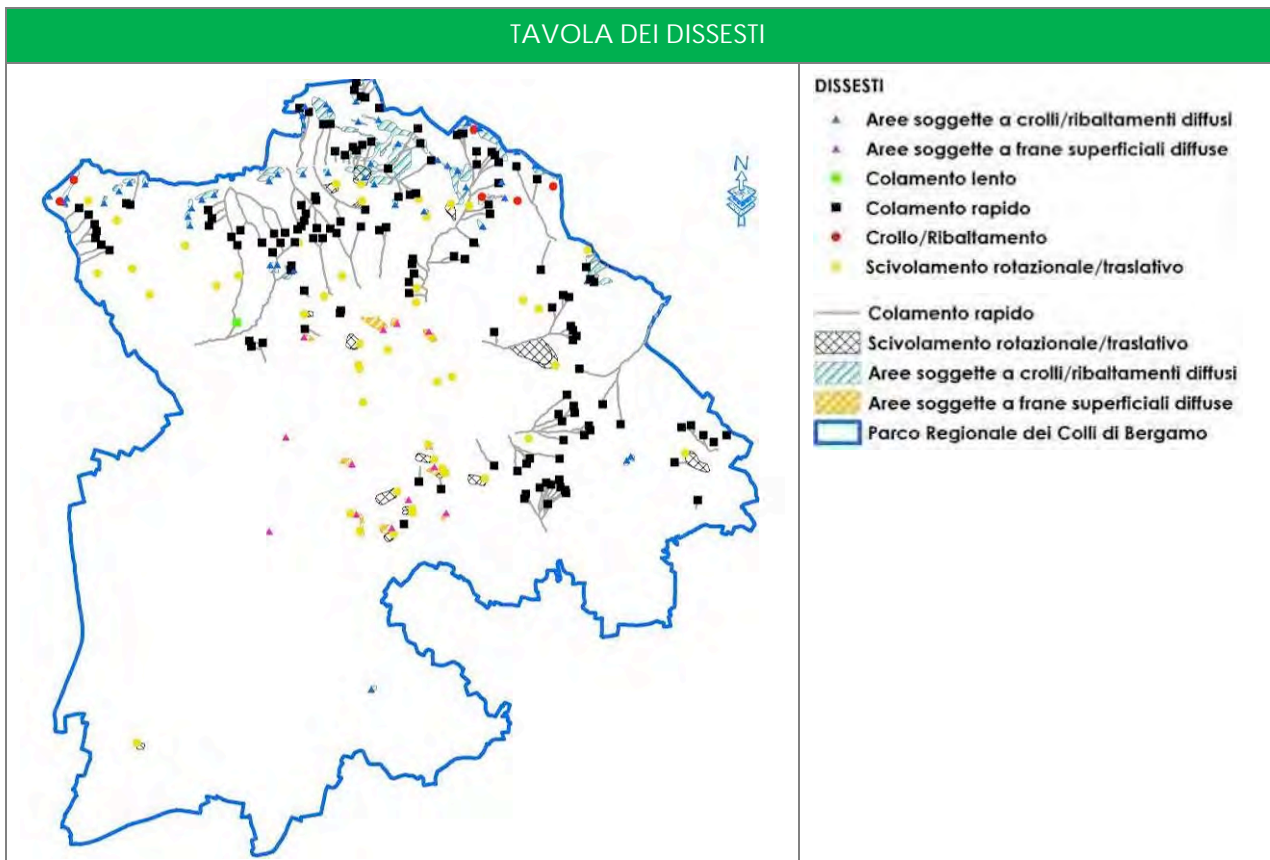 TAVOLA DEI DISSESTI
N
DISSESTI
Aree soggette a crolli/ribaltamenti diffusi
Aree soggette a frane superficiali diffuse
Colamento lento
Colamento rapido
Crollo/Ribaltamento
Scivolamento rotazionale/traslativo
Colamento rapido
Scivolamento rotazionale/traslativo
Aree soggette a crolli/ribaltamenti diffusi
Aree soggette a frane superficiali diffuse
Parco Regionale dei Colli di Bergamo